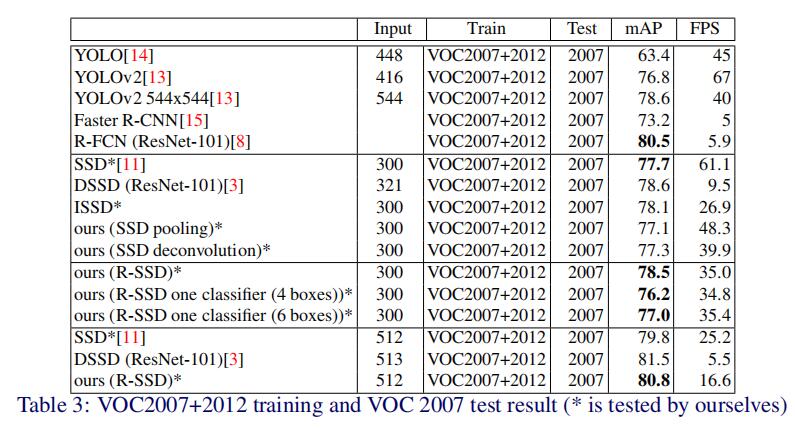 Input Train Test mAP FPS
YOLO[14] 448 VOC2007+2012 2007 63.4 45
YOLOv2[13] 416 VOC2007+2012 2007 76.8 67
YOLOv2 544x544[13] 544 VOC2007+2012 2007 78.6 40
Faster R-CNN[15] VOC2007+2012 2007 73.2 5
R-FCN (ResNet-101)[8] VOC2007+2012 2007 80.5 5.9
SSD*[11] 300 VOC2007+2012 2007 77.7 61.1
DSSD (ResNet-101)[3] 321 VOC2007+2012 2007 78.6 9.5
ISSD* 300 VOC2007+2012 2007 78.1 26.9
ours (SSD pooling)* 300 VOC2007+2012 2007 77.1 48.3
ours (SSD deconvolution)* 300 VOC2007+2012 2007 77.3 39.9
ours (R-SSD)* 300 VOC2007+2012 2007 78.5 35.0
ours (R-SSD one classifier (4 boxes))* 300 VOC2007+2012 2007 76.2 34.8
ours (R-SSD one classifier (6 boxes))* 300 VOC2007+2012 2007 77.0 35.4
SSD*[11] 512 VOC2007+2012 2007 79.8 25.2
DSSD (ResNet-101)[3] 513 VOC2007+2012 2007 81.5 5.5
ours (R-SSD)* 512 VOC2007+2012 2007 80.8 16.6
Table 3: VOC2007+2012 training and VOC 2007 test result (* is tested by ourselves)